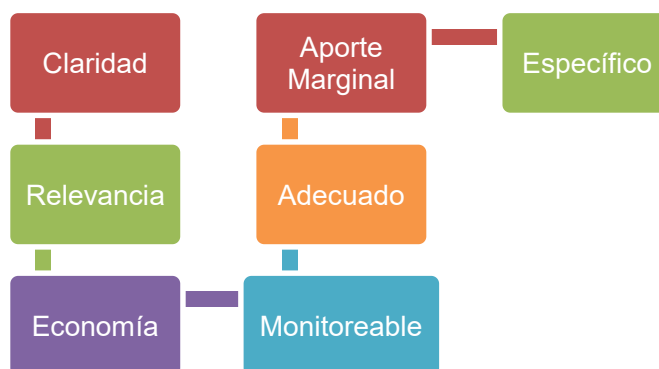 Claridad
Relevancia
Economía
Monitoreable
Adecuado
Aporte
Marginal
Específico